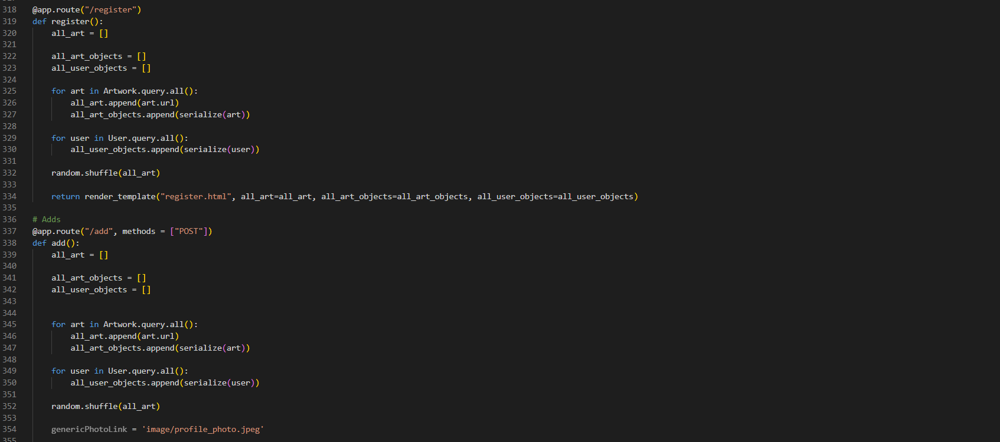 318 @app.route("/register")
319 def register():
320 all_art = []
321
322 all_art_objects = []
323 all_user_objects = []
324
325 for art in Artwork.query.all():
326 all_art.append(art.url)
327 all_art_objects.append(serialize(art))
328
329 for user in User.query.all():
330 all_user_objects.append(serialize(user))
331
332 random.shuffle(all_art)
333
334 return render_template("register.html", all_art=all_art, all_art_objects=all_art_objects, all_user_objects=all_user_objects)
335
336 # Adds
337 @app.route("/add", methods = ["POST"])
338 def add():
339 all_art = []
340
341 all_art_objects = []
342 all_user_objects = []
343
344
345 for art in Artwork.query.all():
346 all_art.append(art.url)
347 all_art_objects.append(serialize(art))
348
349 for user in User.query.all():
350 all_user_objects.append(serialize(user))
351
352 random.shuffle(all_art)
353
354 genericPhotoLink = 'image/profile_photo.jpeg'
355